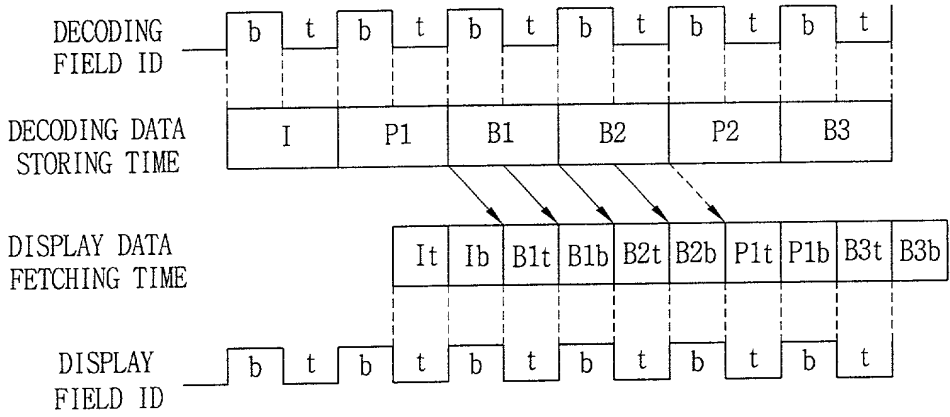 DECODING FIELD ID
b t b t b t b t b t b t
DECODING DATA STORING TIME
I P1 B1 B2 P2 B3
DISPLAY DATA FETCHING TIME
It Ib B1t B1b B2t B2b P1t P1b B3t B3b
DISPLAY FIELD ID
b t b t b t b t b t b t